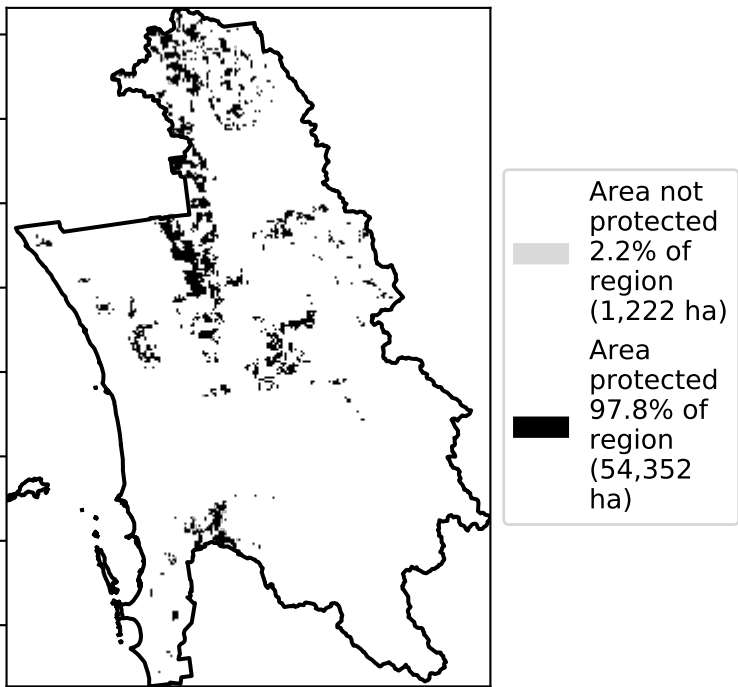 Area not
protected
2.2% of
region
(1,222 ha)
Area
protected
97.8% of
region
(54,352
ha)